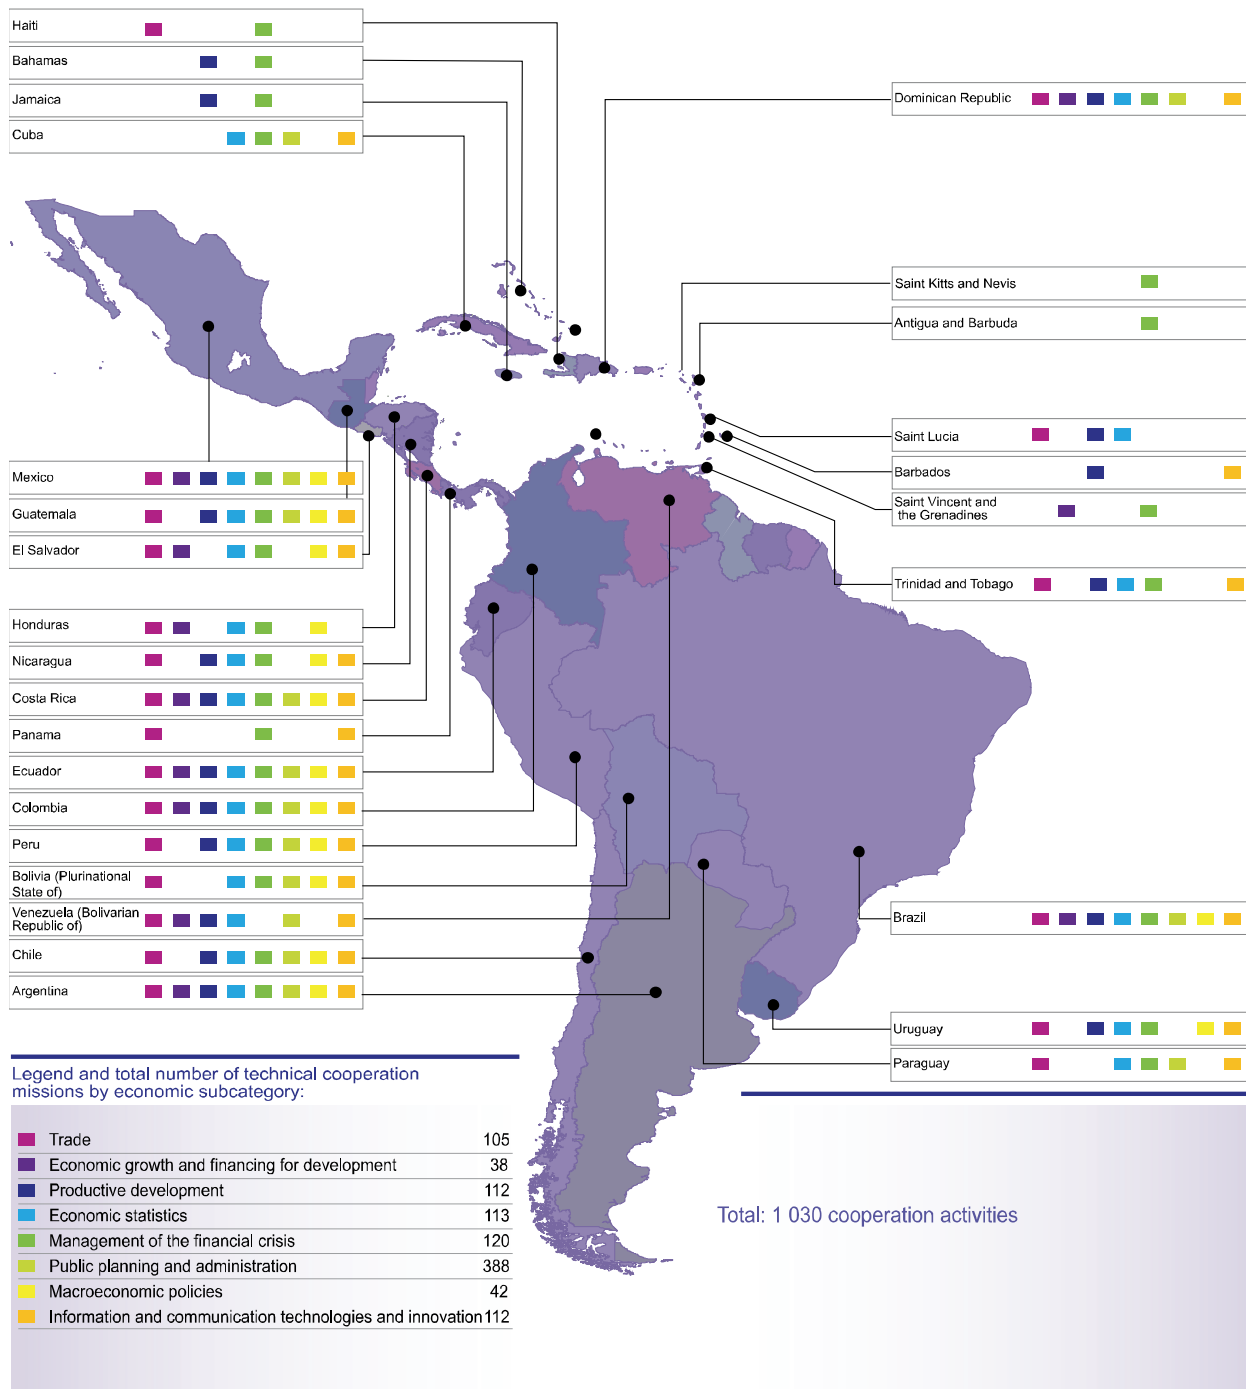 Haiti
Bahamas
Jamaica
Cuba
Dominican Republic
Saint Kitts and Nevis
Antigua and Barbuda
Saint Lucia
Barbados
Saint Vincent and
the Grenadines
Trinidad and Tobago
Mexico
Guatemala
El Salvador
Honduras
Nicaragua
Costa Rica
Panama
Ecuador
Colombia
Peru
Bolivia (Plurinational
State of)
Venezuela (Bolivarian
Republic of)
Chile
Argentina
Brazil
Uruguay
Paraguay
Legend and total number of technical cooperation
missions by economic subcategory:
Trade 105
Economic growth and financing for development 38
Productive development 112
Economic statistics 113
Management of the financial crisis 120
Public planning and administration 388
Macroeconomic policies 42
Information and communication technologies and innovation 112
Total: 1 030 cooperation activities